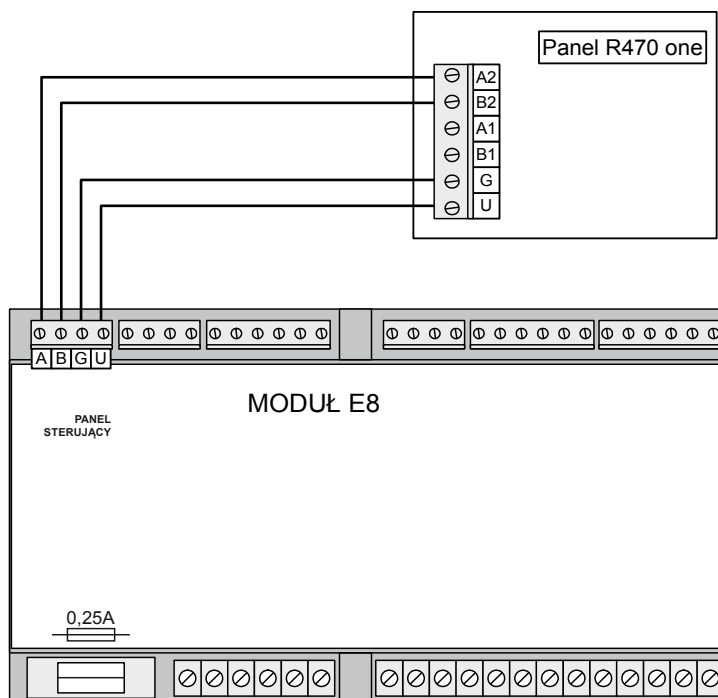 Panel R470 one
A2
B2
A1
B1
G
U
A B G U
PANEL
STERUJĄCY
MODUŁ E8
0,25A